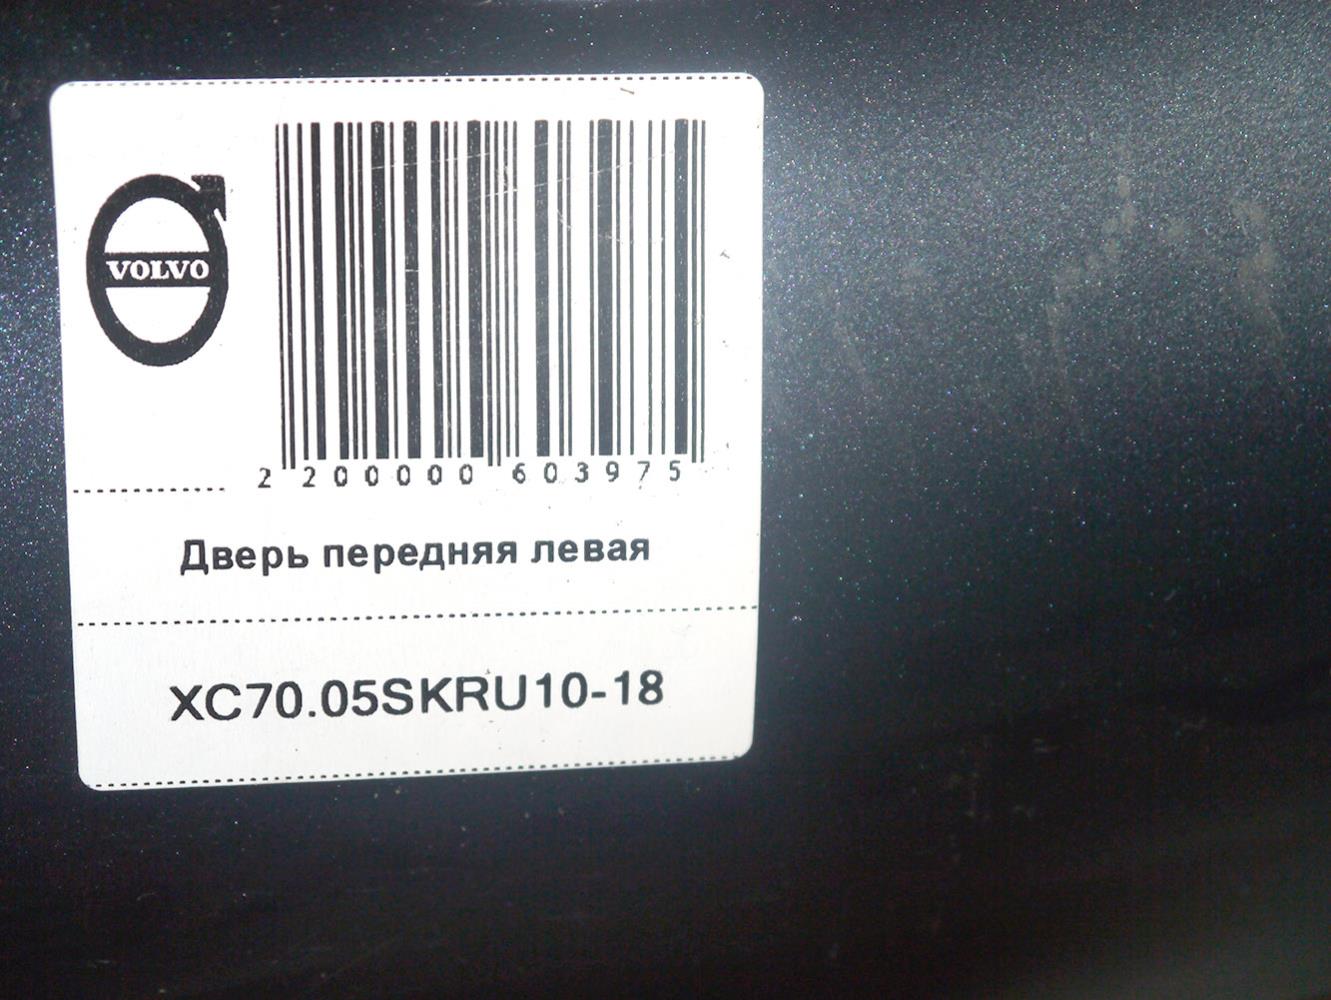 VOLVO
2 200000 603975
Дверь передняя левая
XC70.05SKRU10-18